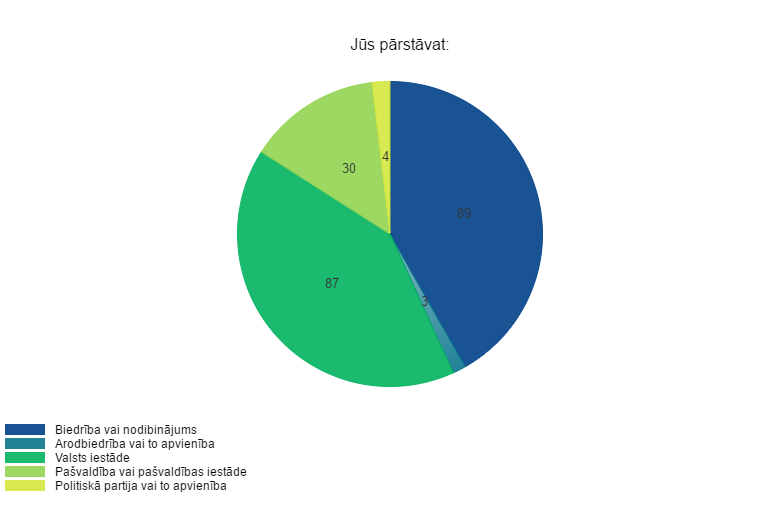 Jūs pārstāvat:
4
30
89
87
3
Biedrība vai nodibinājums
Arodbiedrība vai to apvienība
Valsts iestāde
Pašvaldība vai pašvaldības iestāde
Politiskā partija vai to apvienība